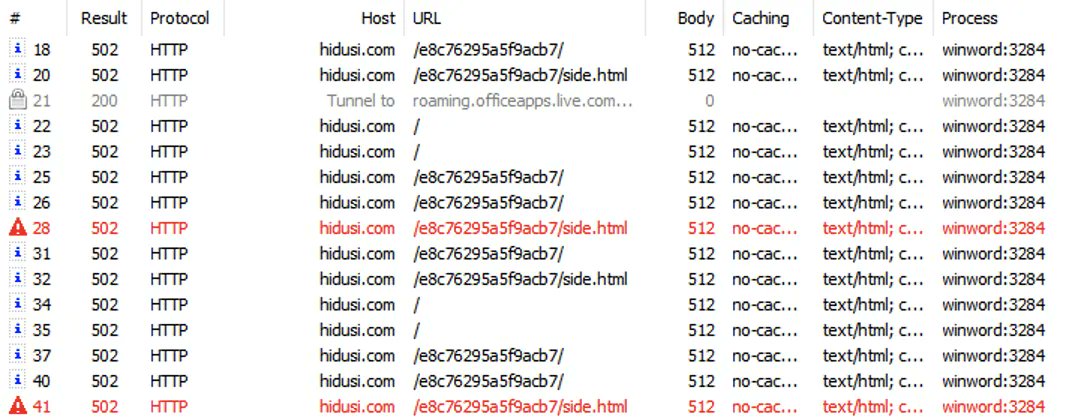 # Result Protocol Host URL Body Caching Content-Type Process
18 502 HTTP hidusi.com /e8c76295a5f9acb7/ 512 no-cac... text/html; c... winword:3284
20 502 HTTP hidusi.com /e8c76295a5f9acb7/side.html 512 no-cac... text/html; c... winword:3284
21 200 HTTP Tunnel to roaming.officeapps.live.com... 0 winword:3284
22 502 HTTP hidusi.com / 512 no-cac... text/html; c... winword:3284
23 502 HTTP hidusi.com / 512 no-cac... text/html; c... winword:3284
25 502 HTTP hidusi.com /e8c76295a5f9acb7/ 512 no-cac... text/html; c... winword:3284
26 502 HTTP hidusi.com /e8c76295a5f9acb7/ 512 no-cac... text/html; c... winword:3284
28 502 HTTP hidusi.com /e8c76295a5f9acb7/side.html 512 no-cac... text/html; c... winword:3284
31 502 HTTP hidusi.com /e8c76295a5f9acb7/ 512 no-cac... text/html; c... winword:3284
32 502 HTTP hidusi.com /e8c76295a5f9acb7/side.html 512 no-cac... text/html; c... winword:3284
34 502 HTTP hidusi.com / 512 no-cac... text/html; c... winword:3284
35 502 HTTP hidusi.com / 512 no-cac... text/html; c... winword:3284
37 502 HTTP hidusi.com /e8c76295a5f9acb7/ 512 no-cac... text/html; c... winword:3284
40 502 HTTP hidusi.com /e8c76295a5f9acb7/ 512 no-cac... text/html; c... winword:3284
41 502 HTTP hidusi.com /e8c76295a5f9acb7/side.html 512 no-cac... text/html; c... winword:3284